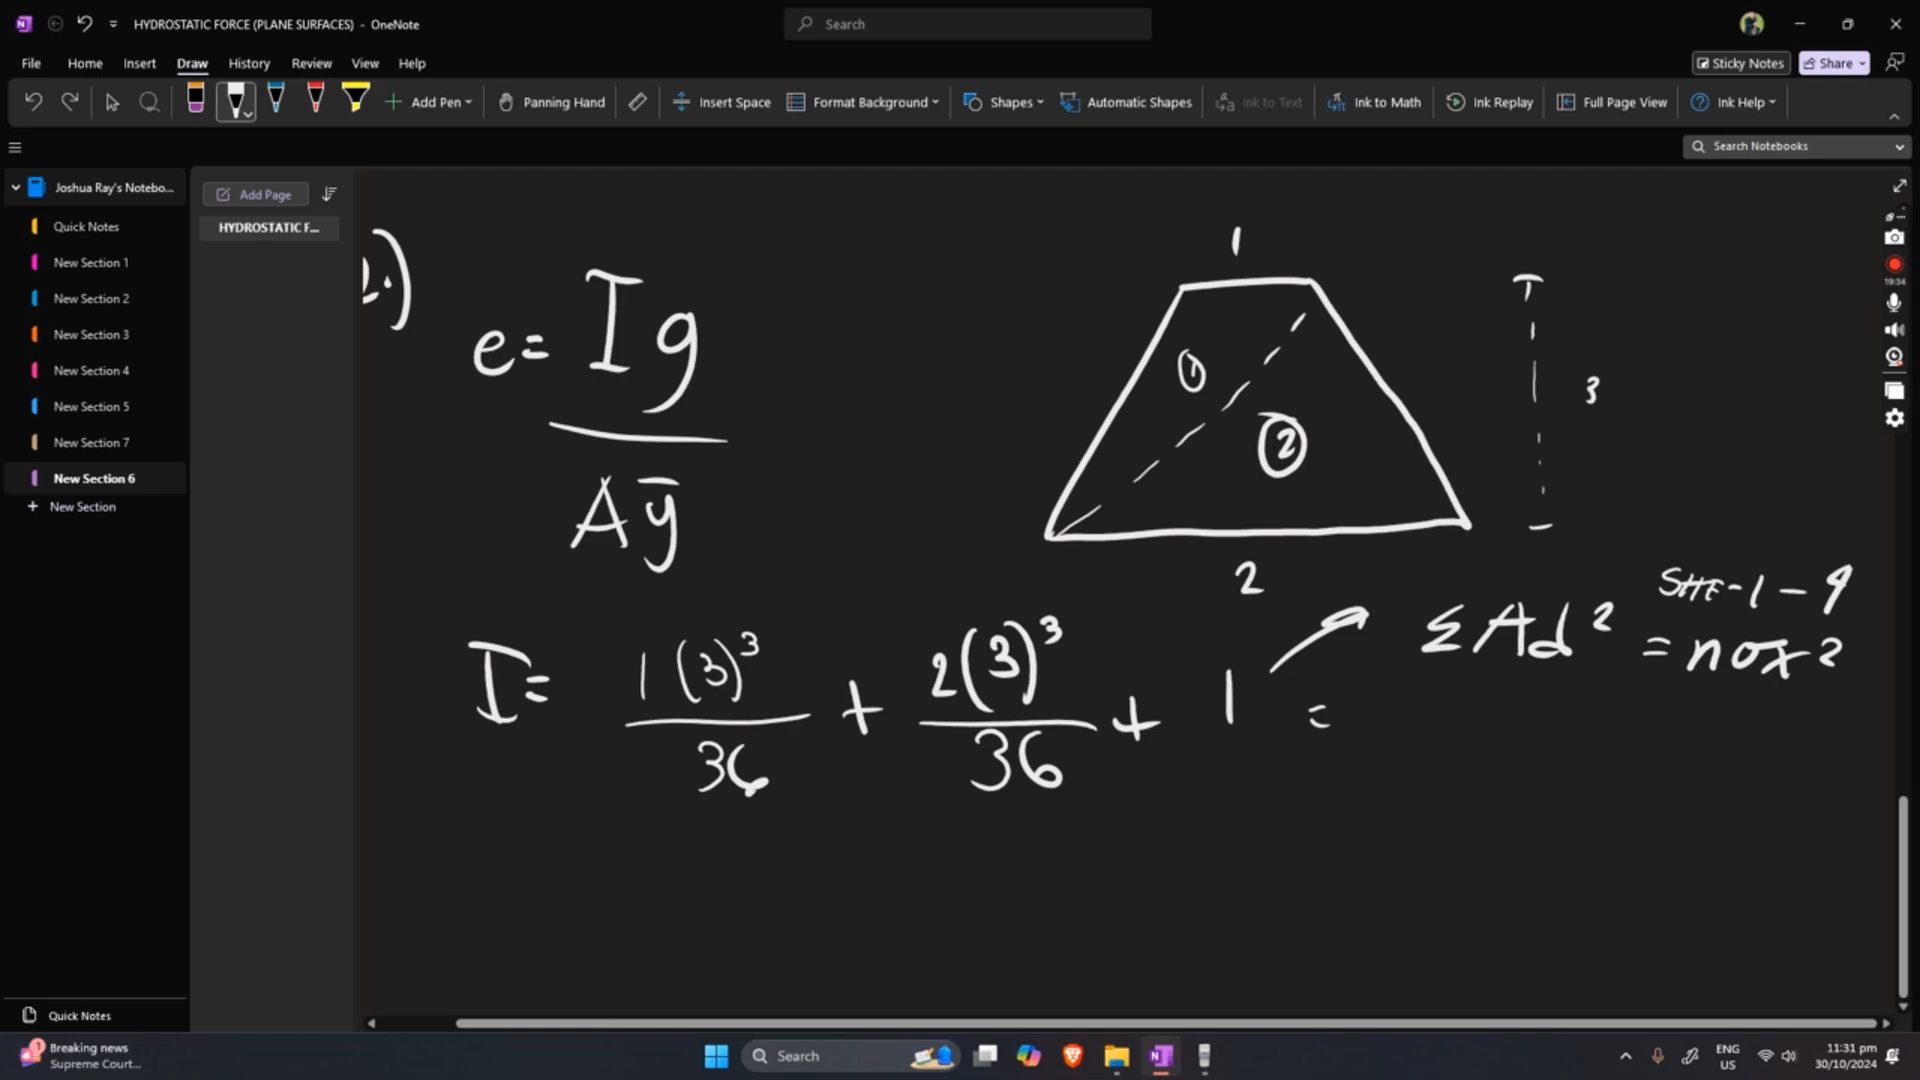 HYDROSTATIC FORCE (PLANE SURFACES) - OneNote
Search
File Home Insert Draw History Review View Help
Sticky Notes Share
Add Pen Panning Hand Insert Space Format Background Shapes Automatic Shapes Ink to Text Ink to Math Ink Replay Full Page View Ink Help
Search Notebooks
Joshua Ray's Notebo...
Add Page
Quick Notes
HYDROSTATIC F...
New Section 1
New Section 2
New Section 3
New Section 4
New Section 5
New Section 7
New Section 6
New Section
19:34
e= Ig
Aȳ
1
①
②
3
2
SHF-1-9
ΣAd² = nσx²
I= 1(3)³ + 2(3)³ + 1 =
36 36
Quick Notes
1
Breaking news
Supreme Court...
Search
ENG
US
11:31 pm
30/10/2024